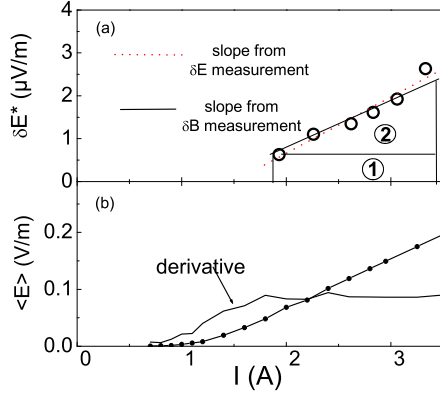 (a)
4
3
2
1
0
δE* (μV/m)
slope from
δE measurement
slope from
δB measurement
②
①
(b)
0.2
0.1
0.0
<E> (V/m)
derivative
0 1 2 3
I (A)